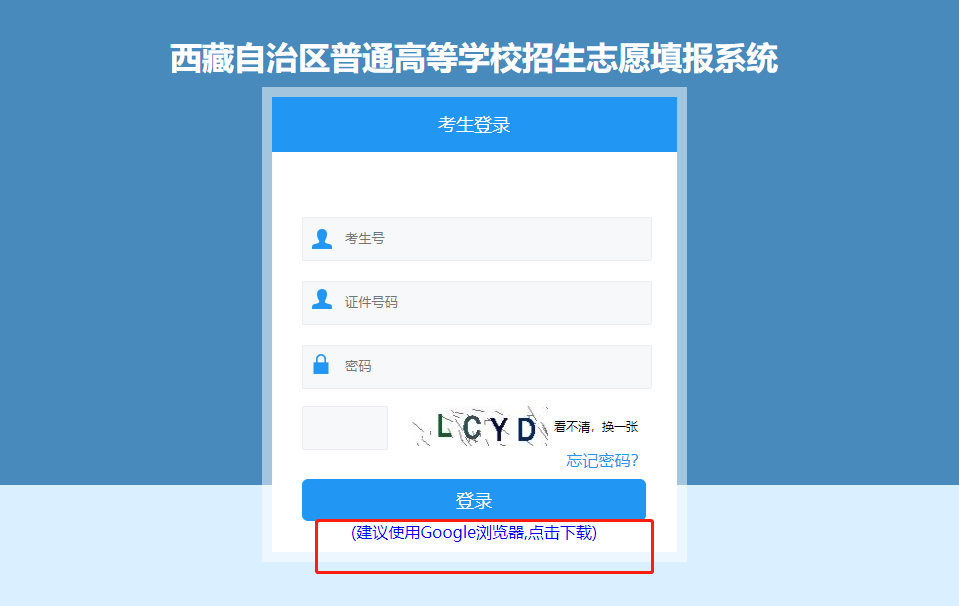 西藏自治区普通高等学校招生志愿填报系统
考生登录
考生号
证件号码
密码
LCYD 看不清，换一张
忘记密码?
登录
(建议使用Google浏览器,点击下载)